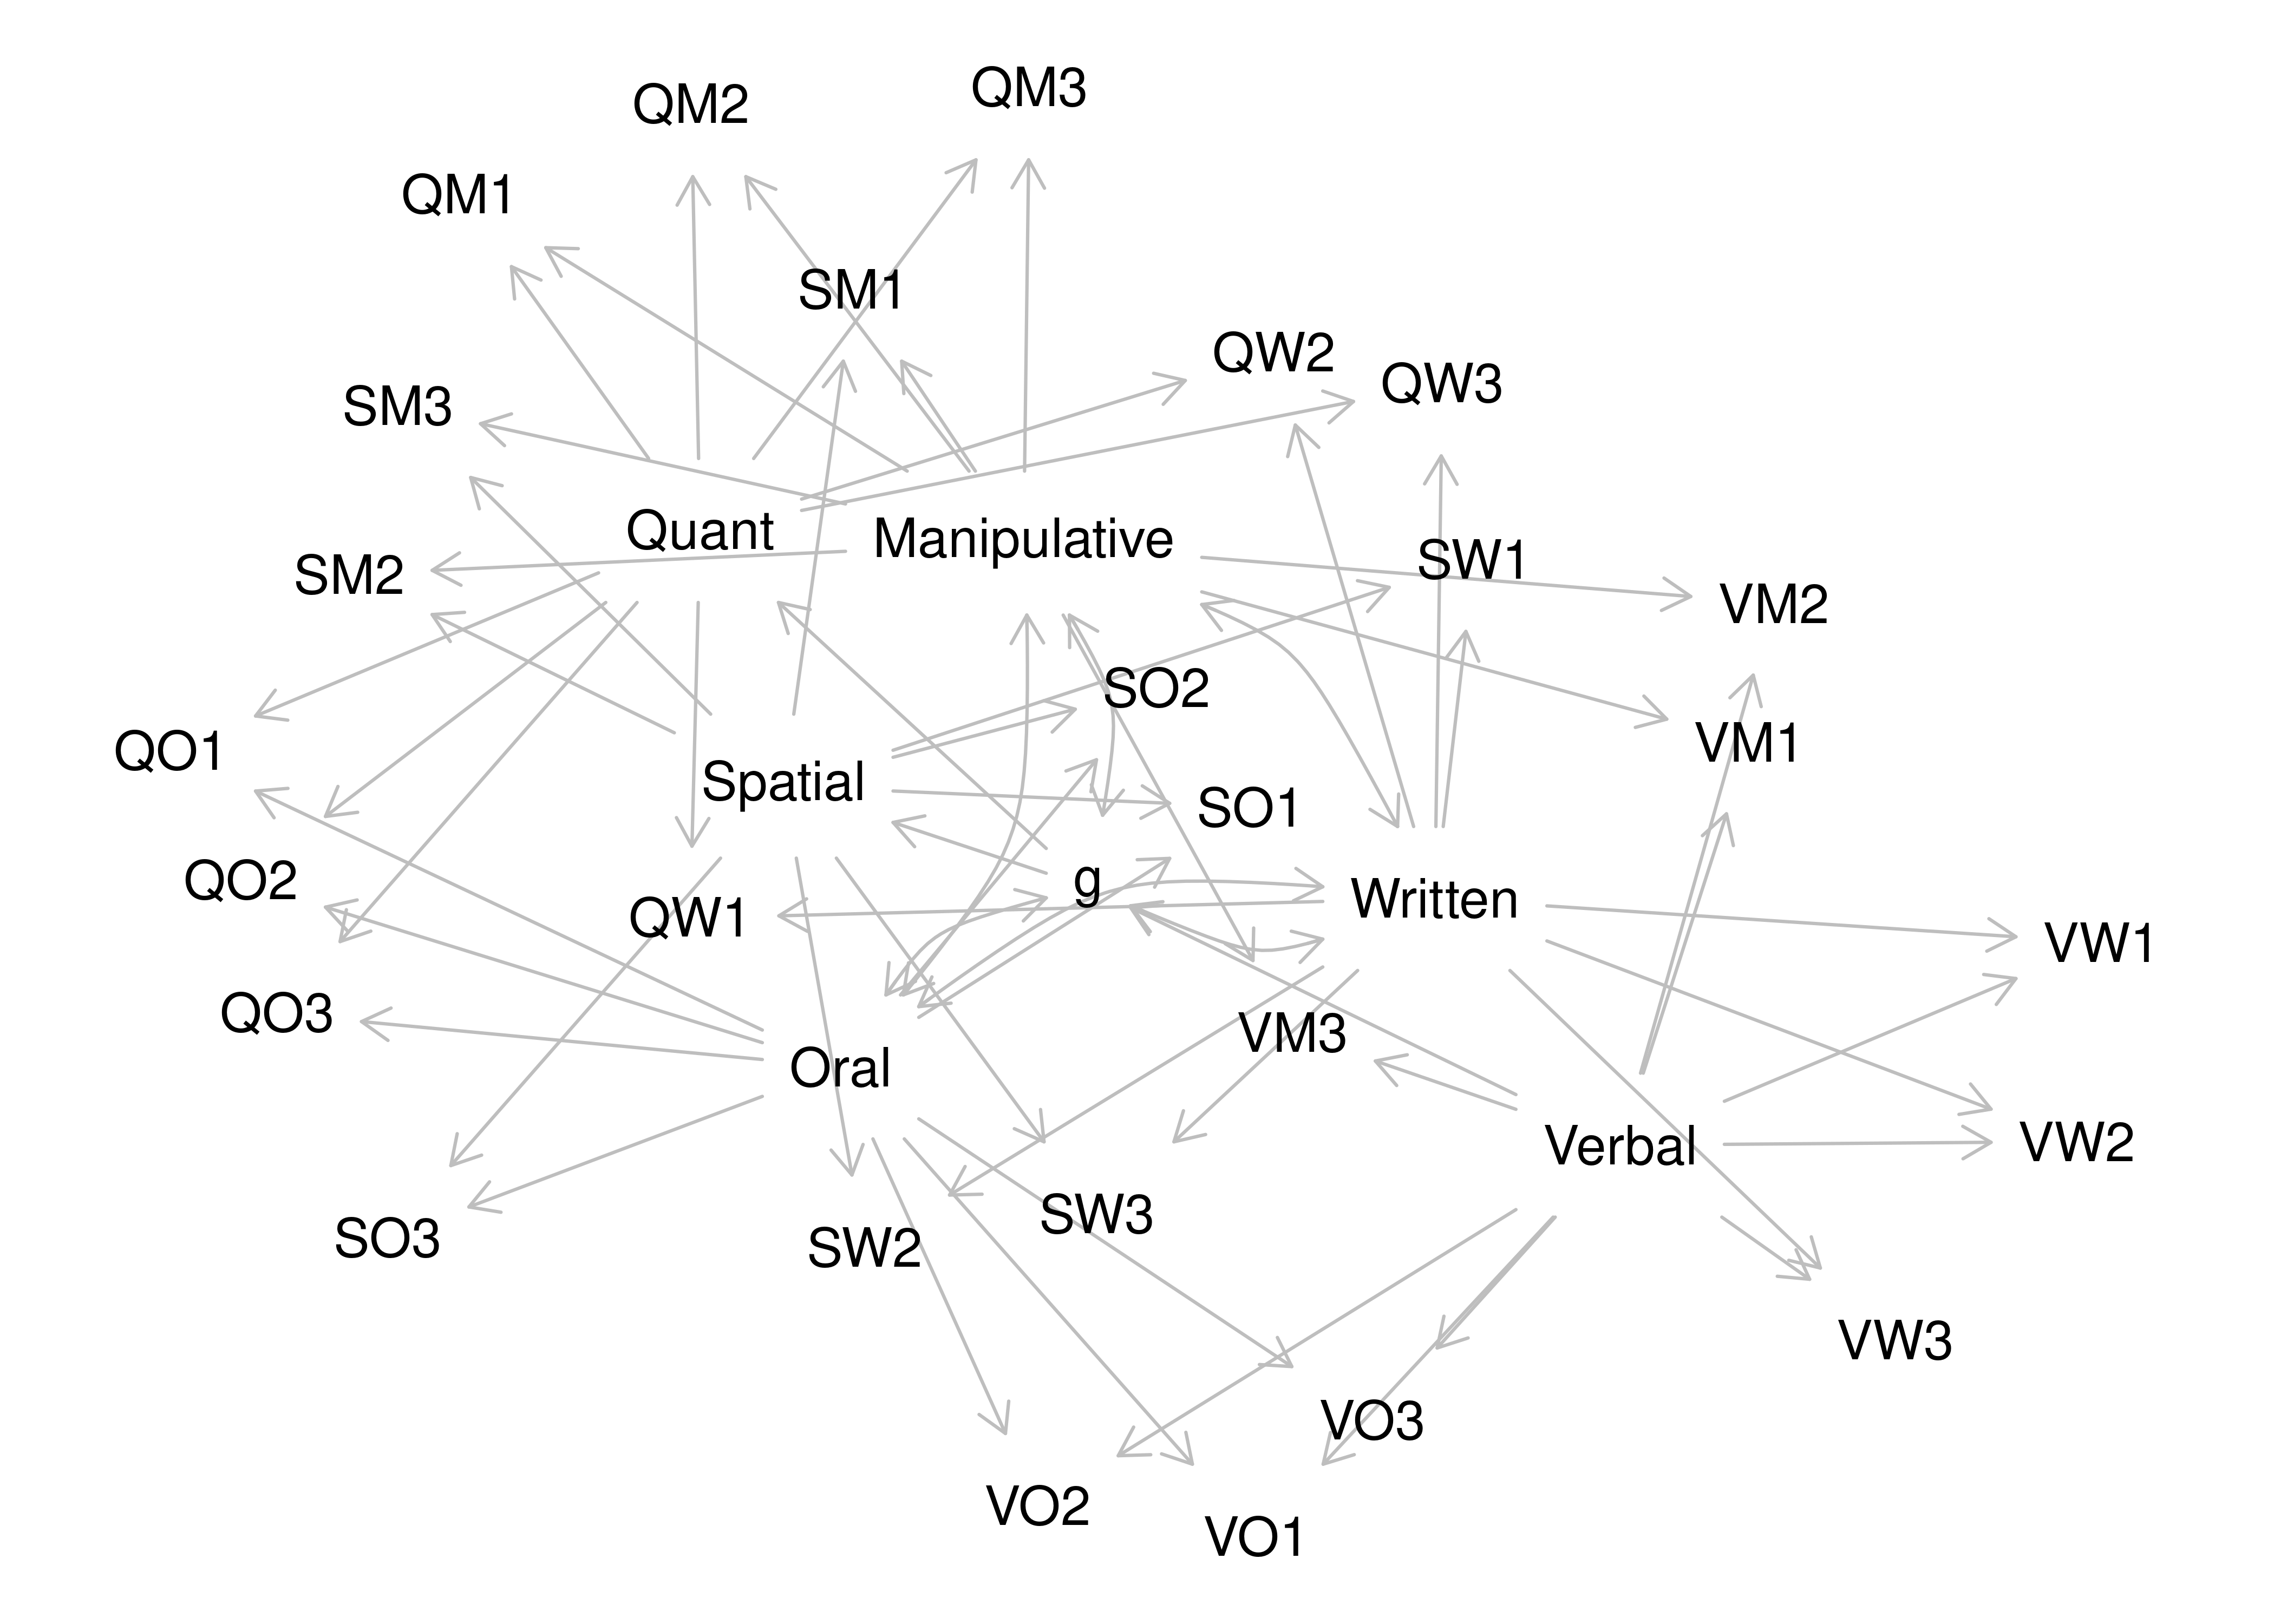 QM3
QM2
QM1
SM1
QW2
QW3
SM3
Quant
Manipulative
SW1
SM2
VM2
SO2
VM1
QO1
Spatial
SO1
QO2
g
Written
QW1
VW1
QO3
VM3
Oral
VW2
Verbal
SW3
SO3
SW2
VW3
VO3
VO2
VO1